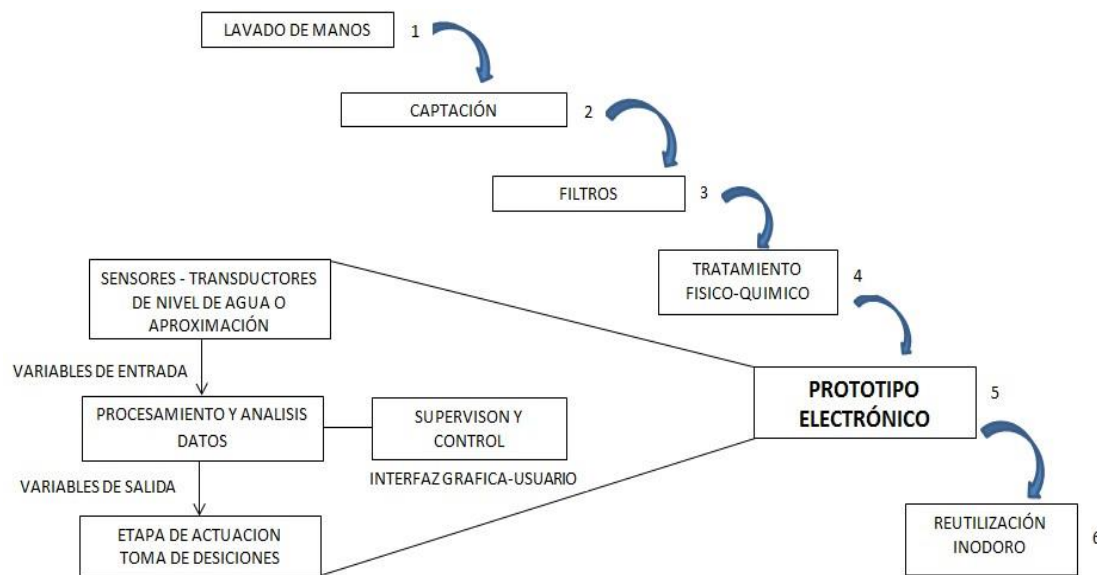 LAVADO DE MANOS
1
CAPTACIÓN
2
FILTROS
3
TRATAMIENTO
FISICO-QUIMICO
4
SENSORES - TRANSDUCTORES
DE NIVEL DE AGUA O
APROXIMACIÓN
VARIABLES DE ENTRADA
PROCESAMIENTO Y ANALISIS
DATOS
SUPERVISON Y
CONTROL
INTERFAZ GRAFICA-USUARIO
VARIABLES DE SALIDA
ETAPA DE ACTUACION
TOMA DE DESICIONES
PROTOTIPO
ELECTRÓNICO
5
REUTILIZACIÓN
INODORO
6